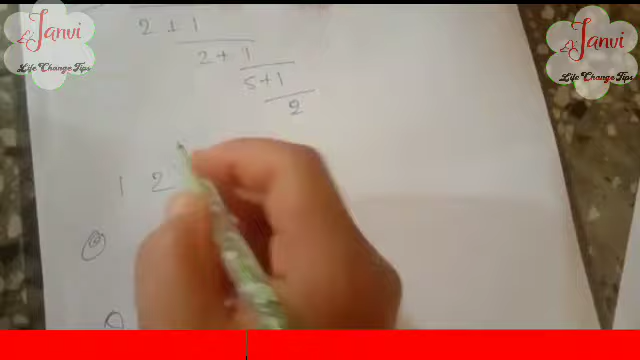 Janvi
Life Change Tips
Janvi
Life Change Tips
2 + 1
2 + 1
5 + 1
2
1 2